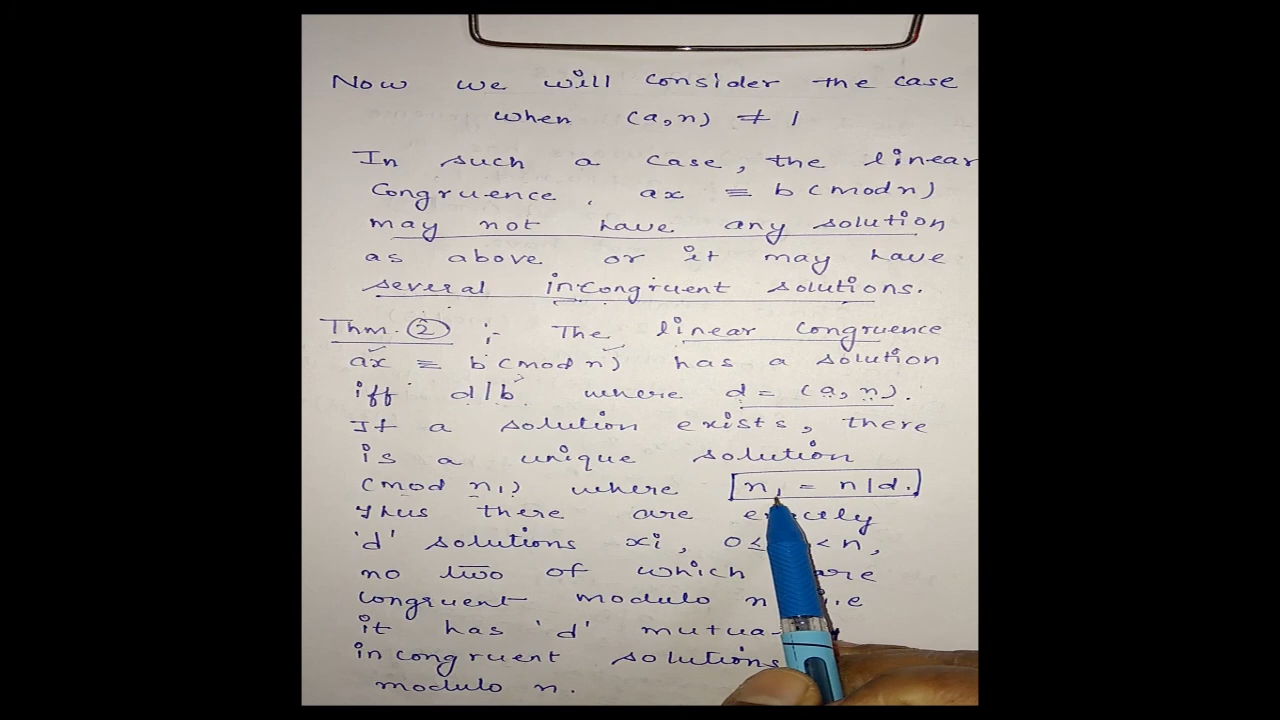 Now we will consider the case
when (a,n) ≠ 1
In such a case, the linear
Congruence, ax ≡ b (mod n)
may not have any solution
as above or it may have
several incongruent solutions.
Thm. ② :- The linear congruence
ax ≡ b (mod n) has a solution
iff d/b where d = (a, n).
If a solution exists, there
is a unique solution
(mod n₁) where n₁ = n/d.
Thus there are
'd' solutions xi, 0 ≤ < n,
no two of which are
congruent modulo n i.e
it has 'd'
incongruent solutions
modulo n.